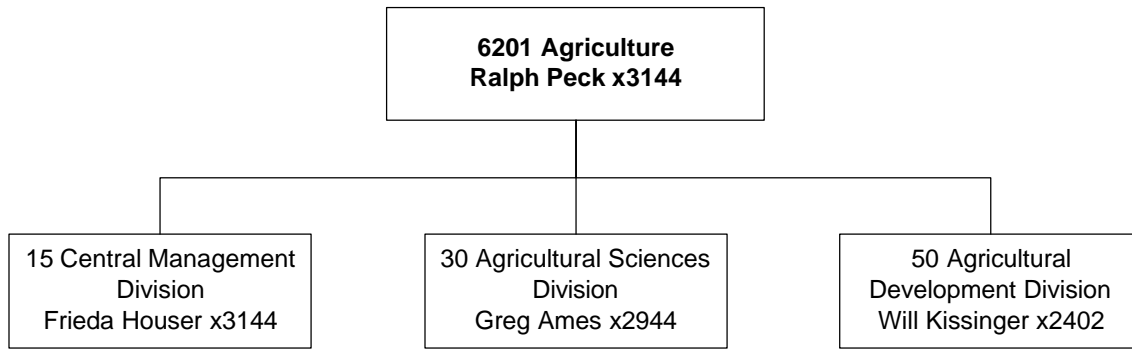 6201 Agriculture
Ralph Peck x3144
15 Central Management
Division
Frieda Houser x3144
30 Agricultural Sciences
Division
Greg Ames x2944
50 Agricultural
Development Division
Will Kissinger x2402